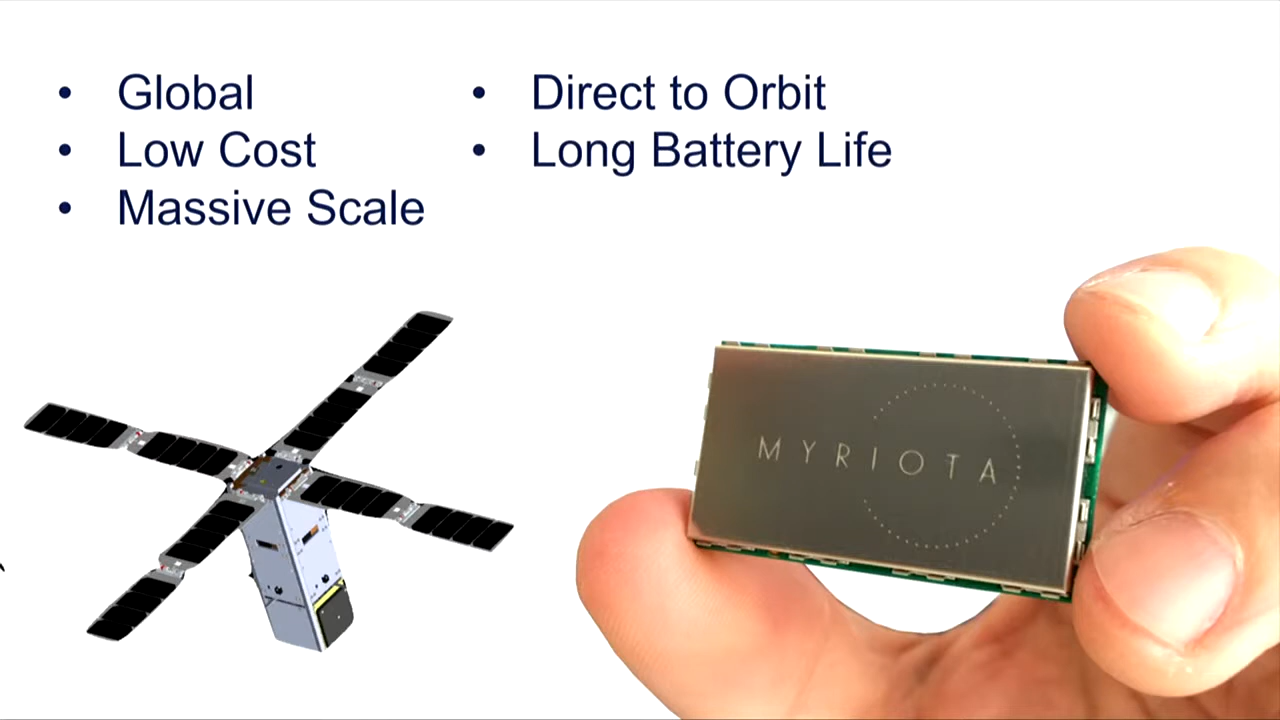 • Global
• Low Cost
• Massive Scale
• Direct to Orbit
• Long Battery Life
MYRIOTA